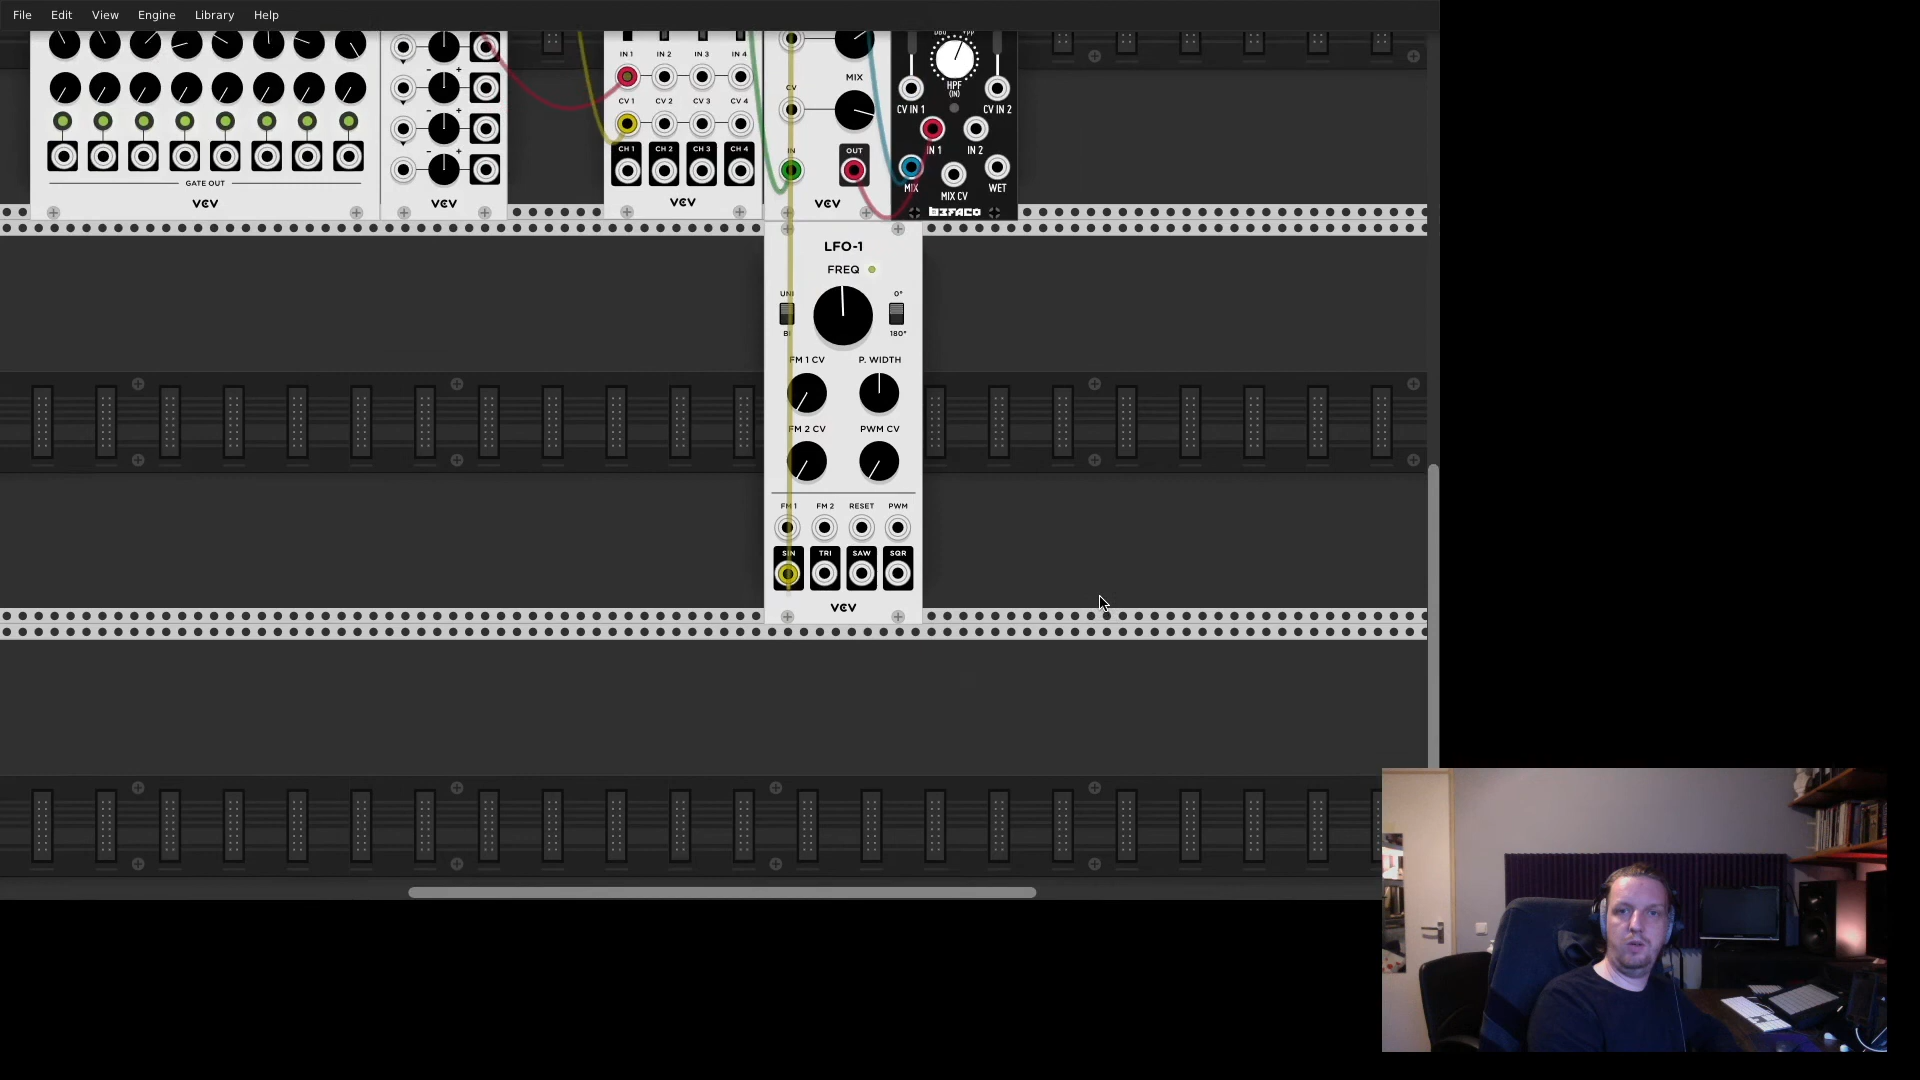 File Edit View Engine Library Help
IN 1 IN 2 IN 3 IN 4
CV 1 CV 2 CV 3 CV 4
CH 1 CH 2 CH 3 CH 4
GATE OUT
VCV
VCV
VCV
MIX
CV
IN OUT
VCV
HPF
(IN)
CV IN 1 CV IN 2
IN 1 IN 2
MIX MIX CV WET
BEFACO
LFO-1
FREQ
UNI 0°
BI 180°
FM 1 CV P. WIDTH
FM 2 CV PWM CV
FM 1 FM 2 RESET PWM
SIN TRI SAW SQR
VCV